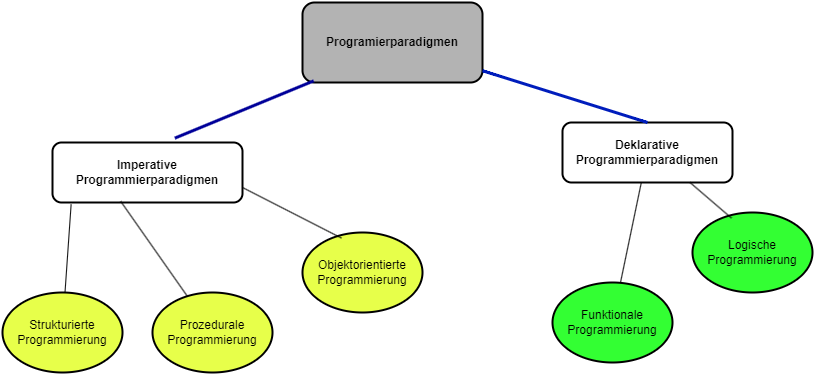 Programierparadigmen
Imperative
Programmierparadigmen
Deklarative
Programmierparadigmen
Objektorientierte
Programmierung
Logische
Programmierung
Strukturierte
Programmierung
Prozedurale
Programmierung
Funktionale
Programmierung